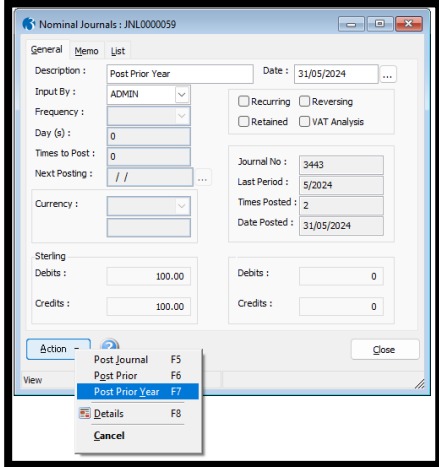 Nominal Journals : JNL0000059
General Memo List
Description : Post Prior Year Date : 31/05/2024 ...
Input By : ADMIN
Recurring Reversing
Frequency :
Retained VAT Analysis
Day (s) : 0
Times to Post : 0
Journal No : 3443
Next Posting : / / ...
Last Period : 5/2024
Currency :
Times Posted : 2
Date Posted : 31/05/2024
Sterling
Debits : 100.00 Debits : 0
Credits : 100.00 Credits : 0
Action Close
Post Journal F5
Post Prior F6
View
Post Prior Year F7
Details F8
Cancel